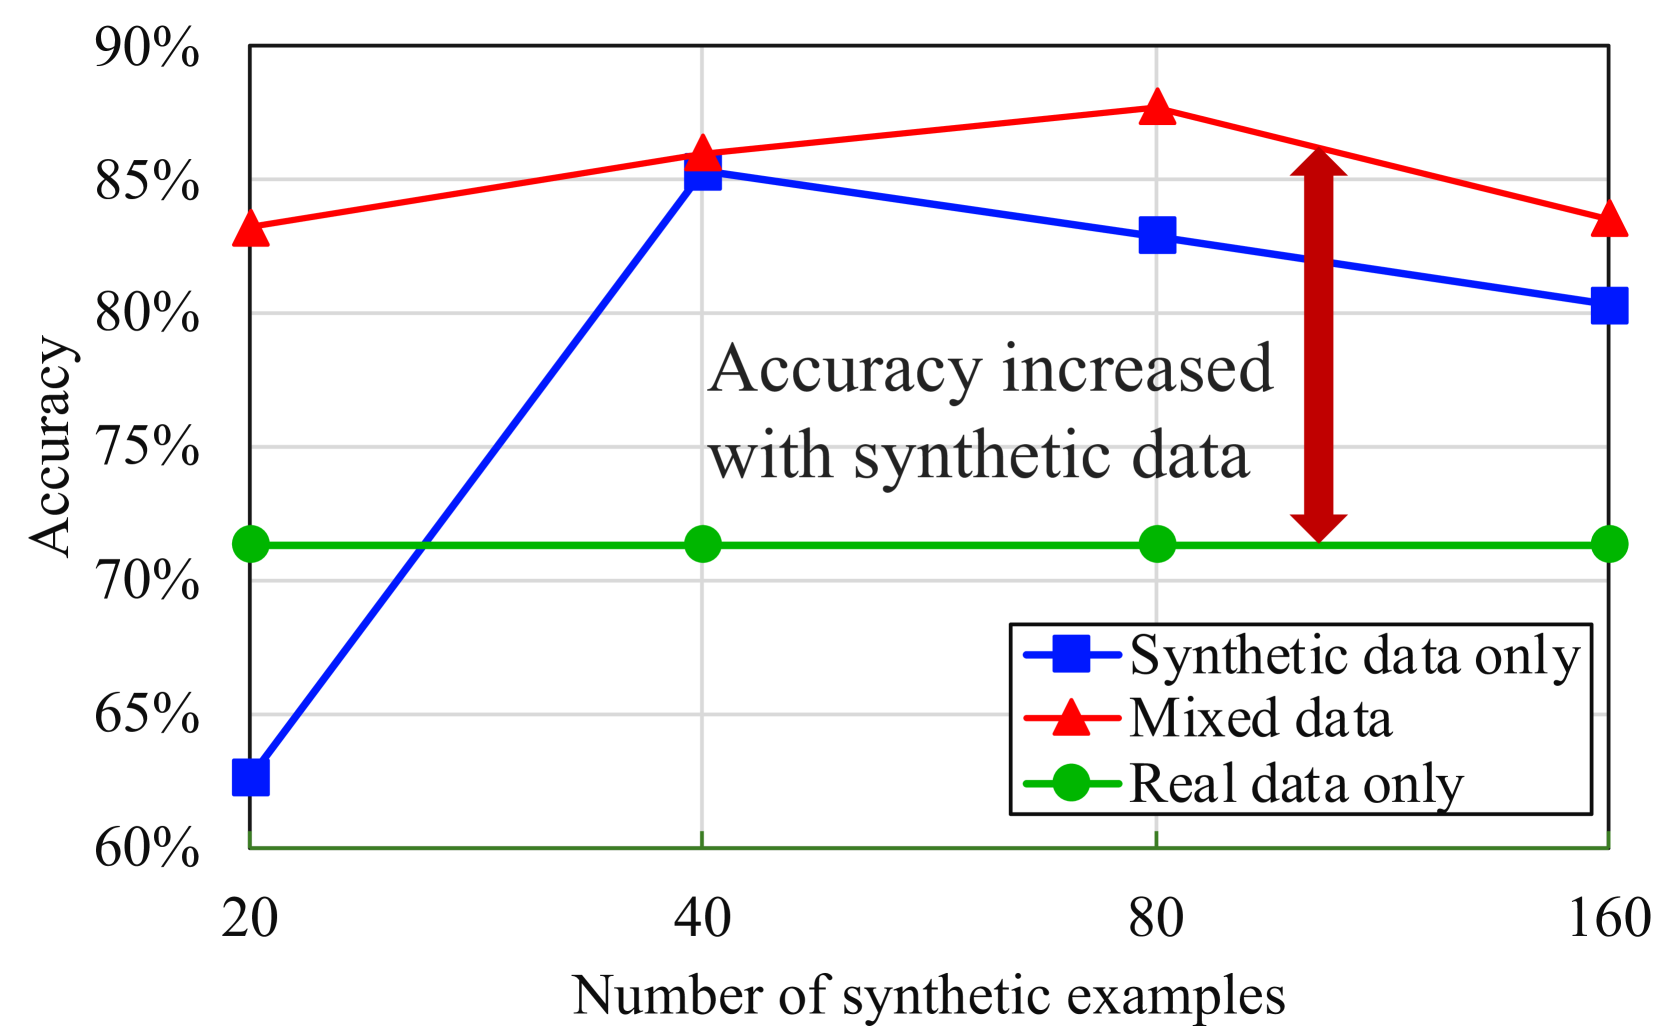 90%
85%
80%
75%
70%
65%
60%
Accuracy
Accuracy increased
with synthetic data
Synthetic data only
Mixed data
Real data only
20 40 80 160
Number of synthetic examples